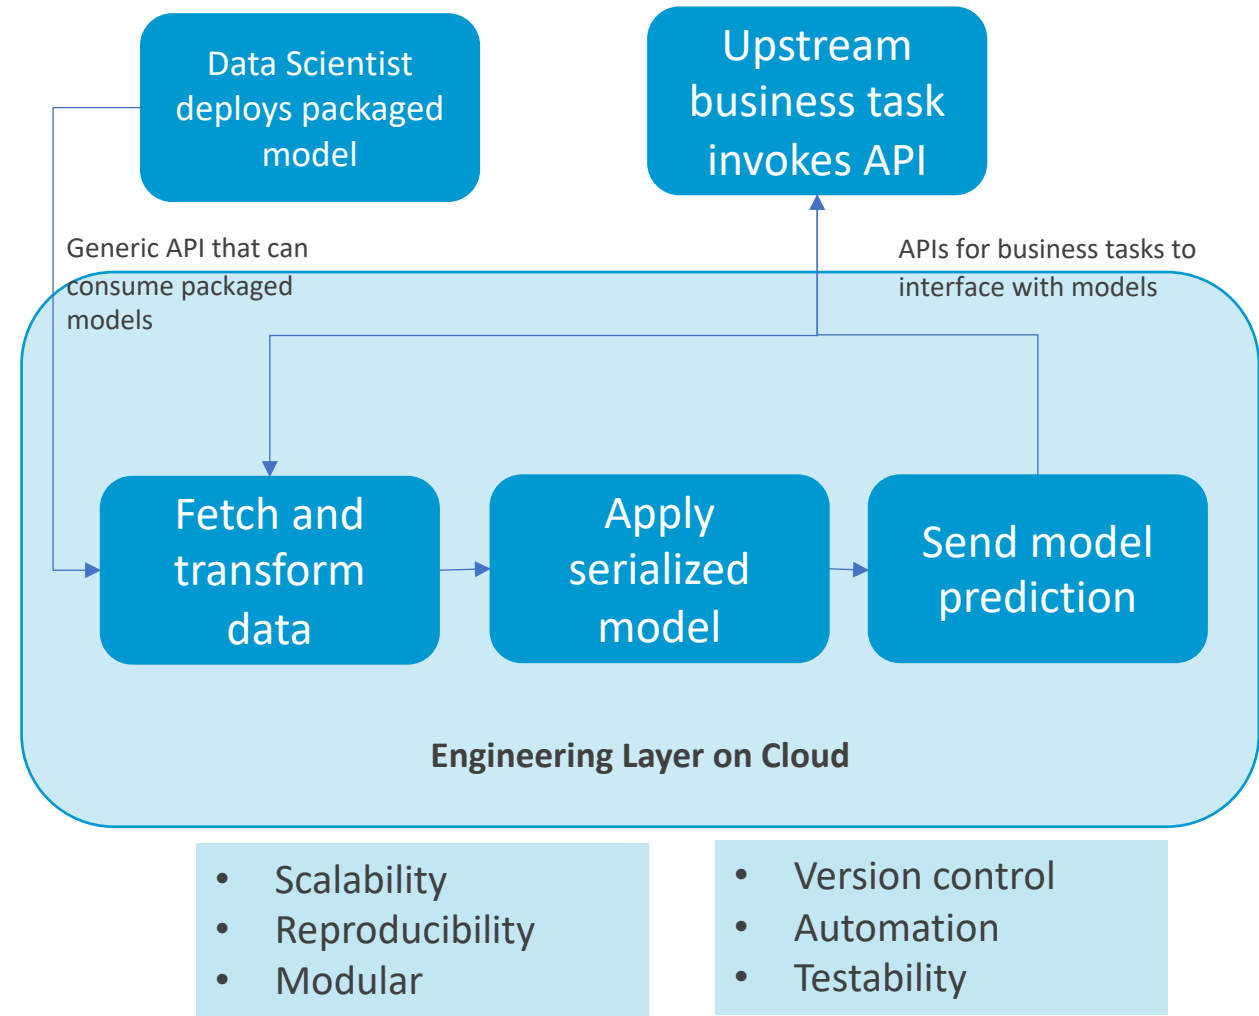 Data Scientist
deploys packaged
model
Upstream
business task
invokes API
Generic API that can
consume packaged
models
APIs for business tasks to
interface with models
Fetch and
transform
data
Apply
serialized
model
Send model
prediction
Engineering Layer on Cloud
• Scalability
• Reproducibility
• Modular
• Version control
• Automation
• Testability